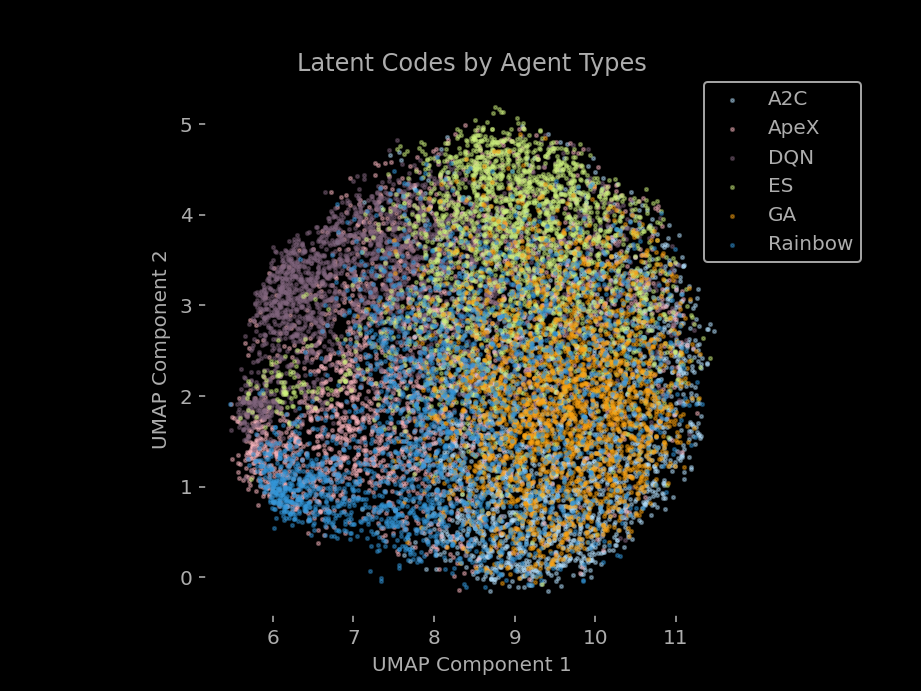 Latent Codes by Agent Types
A2C
ApeX
DQN
ES
GA
Rainbow
5
4
3
2
1
0
UMAP Component 2
6 7 8 9 10 11
UMAP Component 1